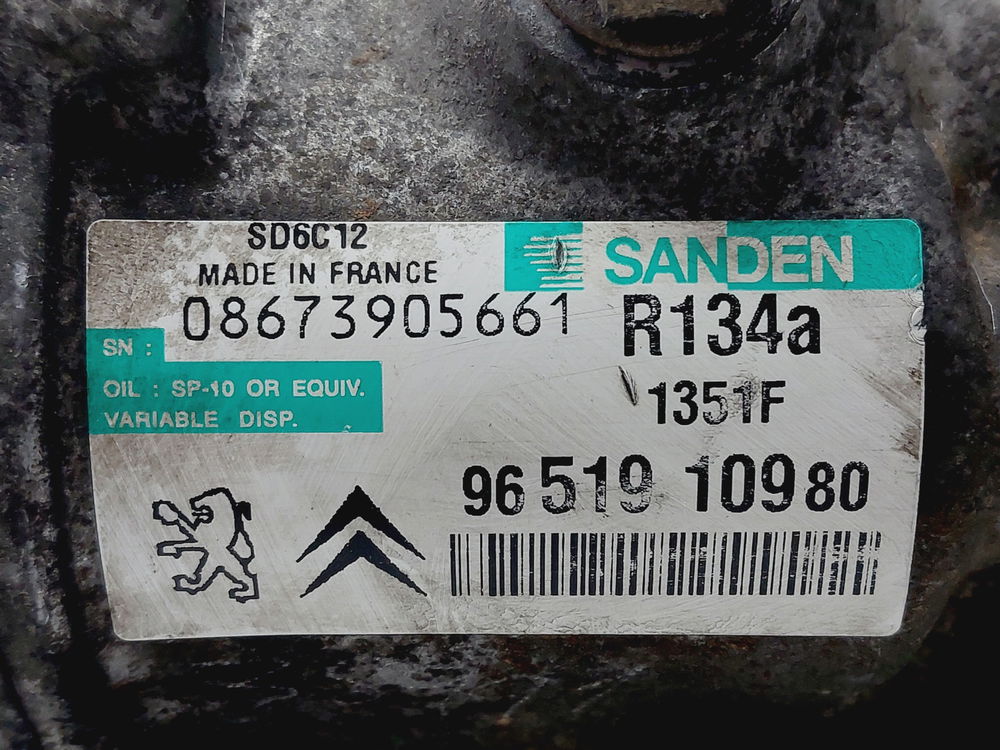 SD6C12
SANDEN
MADE IN FRANCE
08673905661
R134a
SN :
OIL : SP-10 OR EQUIV.
1351F
VARIABLE DISP.
96 519 109 80